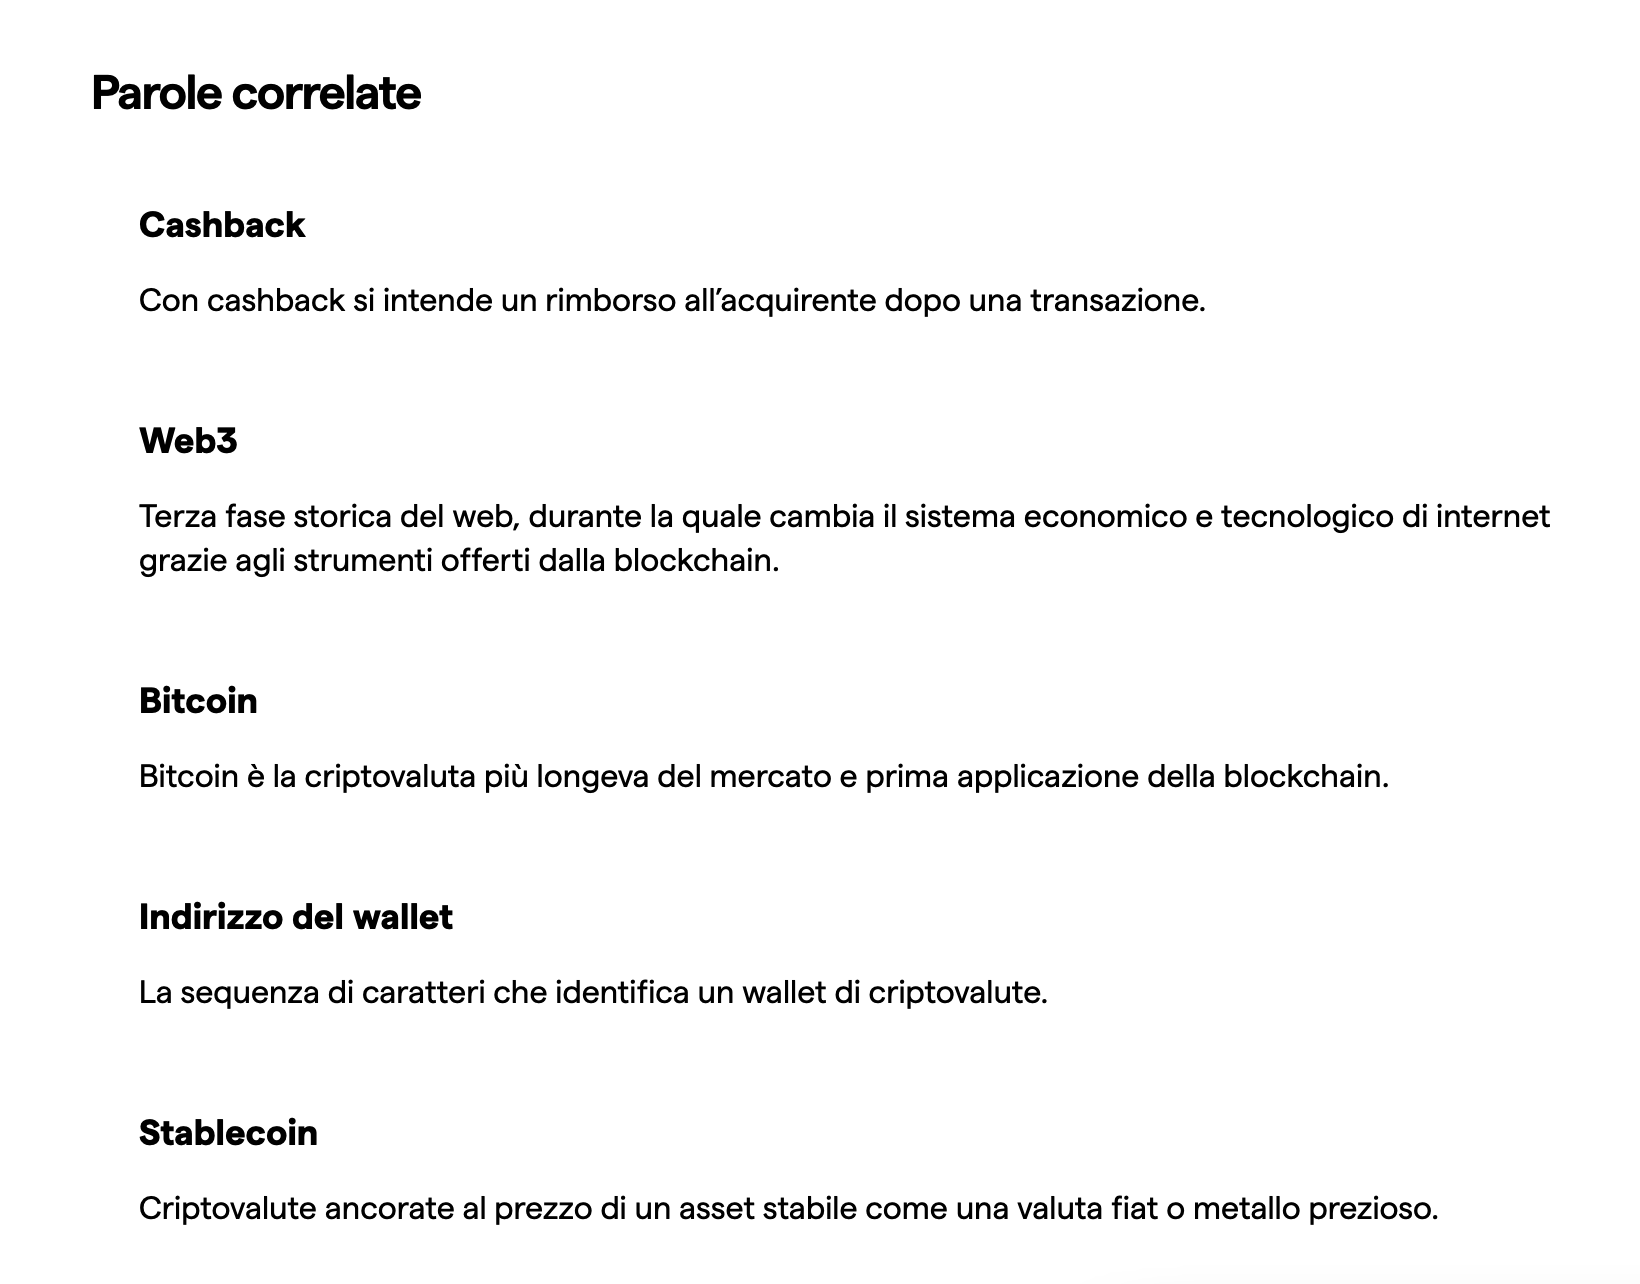 Parole correlate
Cashback
Con cashback si intende un rimborso all’acquirente dopo una transazione.
Web3
Terza fase storica del web, durante la quale cambia il sistema economico e tecnologico di internet
grazie agli strumenti offerti dalla blockchain.
Bitcoin
Bitcoin è la criptovaluta più longeva del mercato e prima applicazione della blockchain.
Indirizzo del wallet
La sequenza di caratteri che identifica un wallet di criptovalute.
Stablecoin
Criptovalute ancorate al prezzo di un asset stabile come una valuta fiat o metallo prezioso.